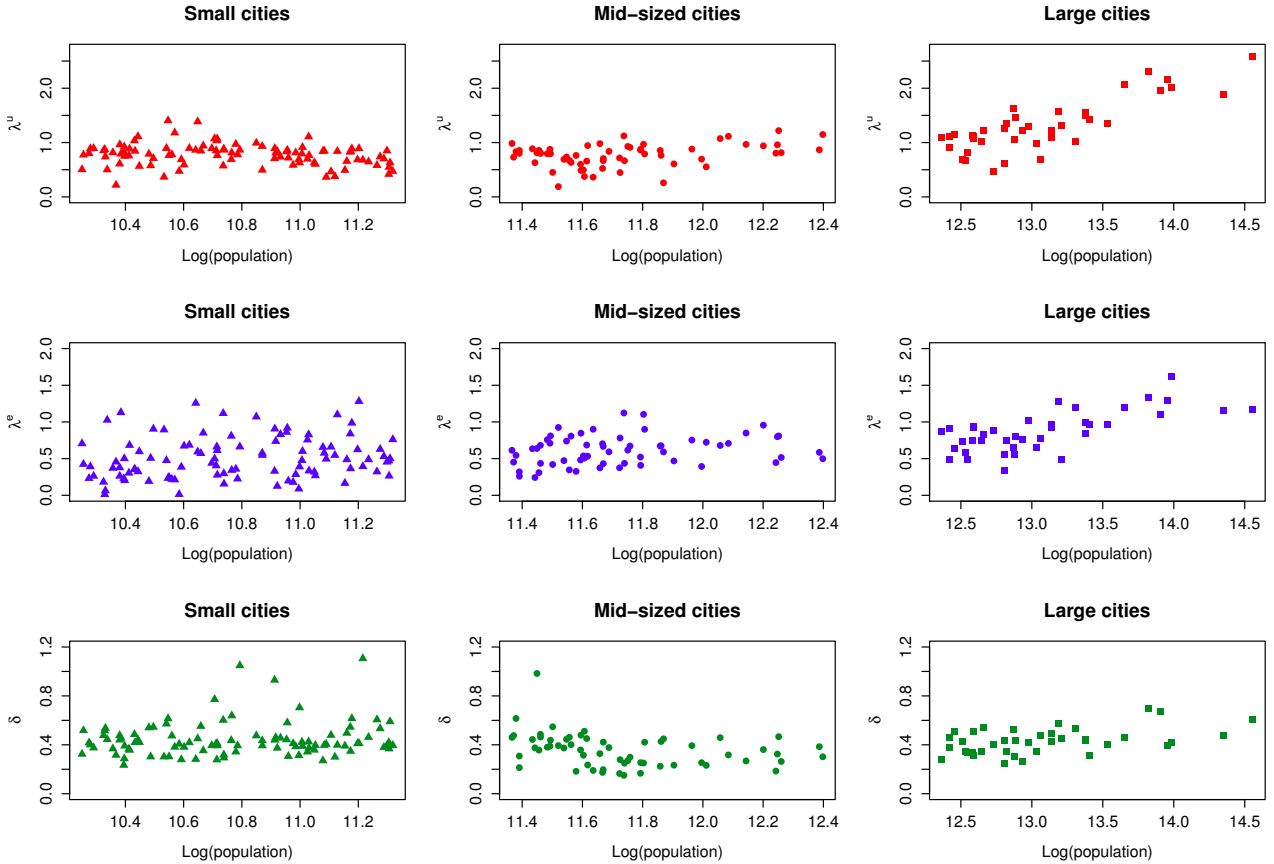 Small cities
Mid−sized cities
Large cities
λᵘ
0.0 1.0 2.0
10.4 10.6 10.8 11.0 11.2
Log(population)
λᵘ
0.0 1.0 2.0
11.4 11.6 11.8 12.0 12.2 12.4
Log(population)
λᵘ
0.0 1.0 2.0
12.5 13.0 13.5 14.0 14.5
Log(population)
Small cities
Mid−sized cities
Large cities
λᵉ
0.0 0.5 1.0 1.5 2.0
10.4 10.6 10.8 11.0 11.2
Log(population)
λᵉ
0.0 0.5 1.0 1.5 2.0
11.4 11.6 11.8 12.0 12.2 12.4
Log(population)
λᵉ
0.0 0.5 1.0 1.5 2.0
12.5 13.0 13.5 14.0 14.5
Log(population)
Small cities
Mid−sized cities
Large cities
δ
0.0 0.4 0.8 1.2
10.4 10.6 10.8 11.0 11.2
Log(population)
δ
0.0 0.4 0.8 1.2
11.4 11.6 11.8 12.0 12.2 12.4
Log(population)
δ
0.0 0.4 0.8 1.2
12.5 13.0 13.5 14.0 14.5
Log(population)